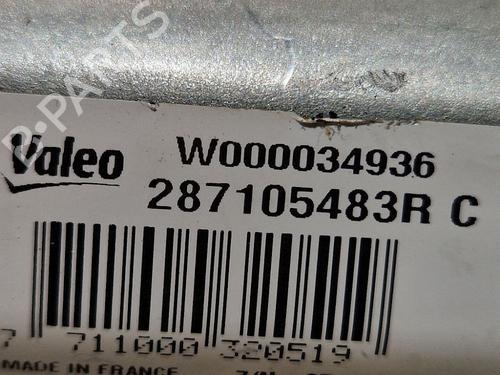 B-PARTS
Valeo
W000034936
287105483R C
7 711000 320519
MADE IN FRANCE